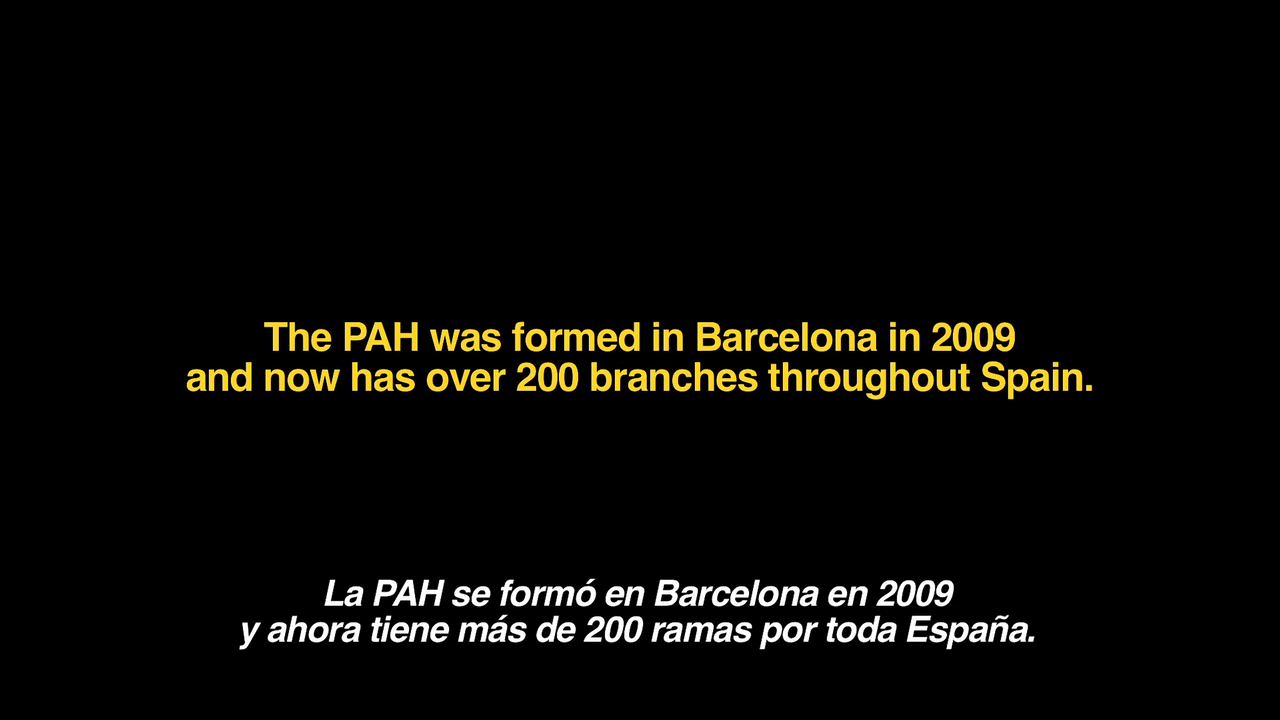 The PAH was formed in Barcelona in 2009
and now has over 200 branches throughout Spain.
La PAH se formó en Barcelona en 2009
y ahora tiene más de 200 ramas por toda España.